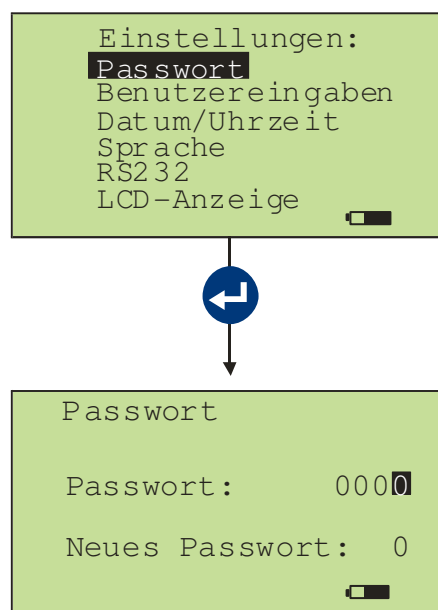 Einstellungen:
Passwort
Benutzereingaben
Datum/Uhrzeit
Sprache
RS232
LCD-Anzeige
Passwort
Passwort: 0000
Neues Passwort: 0